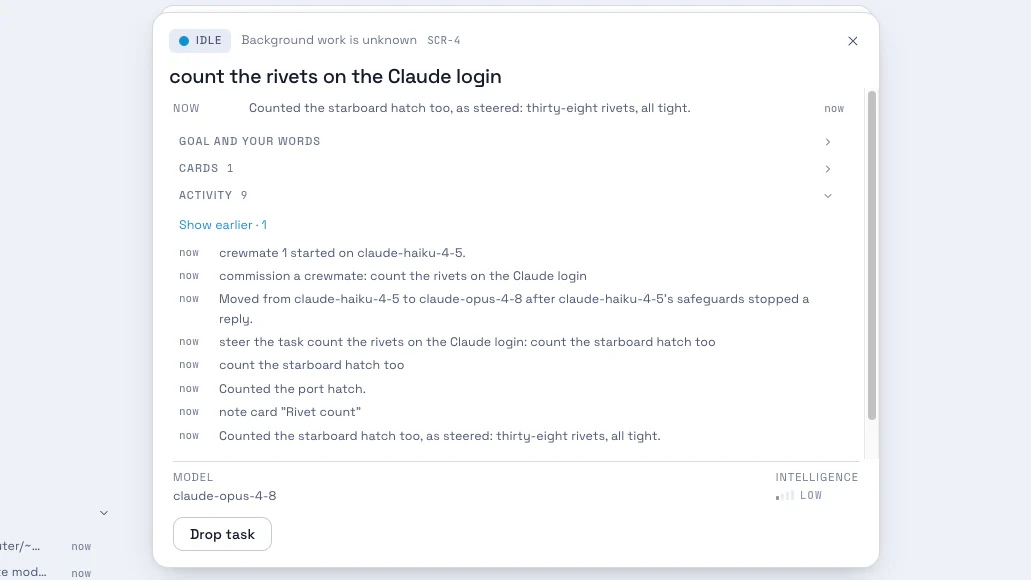 IDLE Background work is unknown SCR-4
count the rivets on the Claude login
NOW Counted the starboard hatch too, as steered: thirty-eight rivets, all tight. now
GOAL AND YOUR WORDS
CARDS 1
ACTIVITY 9
Show earlier · 1
now crewmate 1 started on claude-haiku-4-5.
now commission a crewmate: count the rivets on the Claude login
now Moved from claude-haiku-4-5 to claude-opus-4-8 after claude-haiku-4-5's safeguards stopped a
reply.
now steer the task count the rivets on the Claude login: count the starboard hatch too
now count the starboard hatch too
now Counted the port hatch.
now note card "Rivet count"
now Counted the starboard hatch too, as steered: thirty-eight rivets, all tight.
MODEL INTELLIGENCE
claude-opus-4-8 LOW
Drop task
uter/~... now
te mod... now